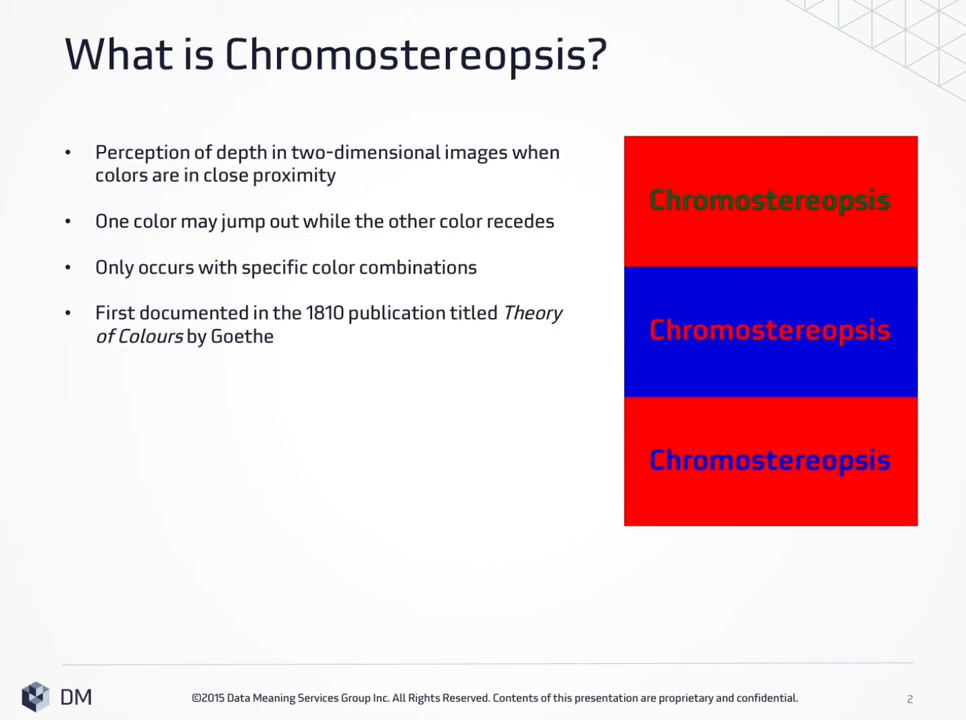 What is Chromostereopsis?
• Perception of depth in two-dimensional images when
colors are in close proximity
• One color may jump out while the other color recedes
• Only occurs with specific color combinations
• First documented in the 1810 publication titled Theory
of Colours by Goethe
Chromostereopsis
Chromostereopsis
Chromostereopsis
DM
©2015 Data Meaning Services Group Inc. All Rights Reserved. Contents of this presentation are proprietary and confidential.
2